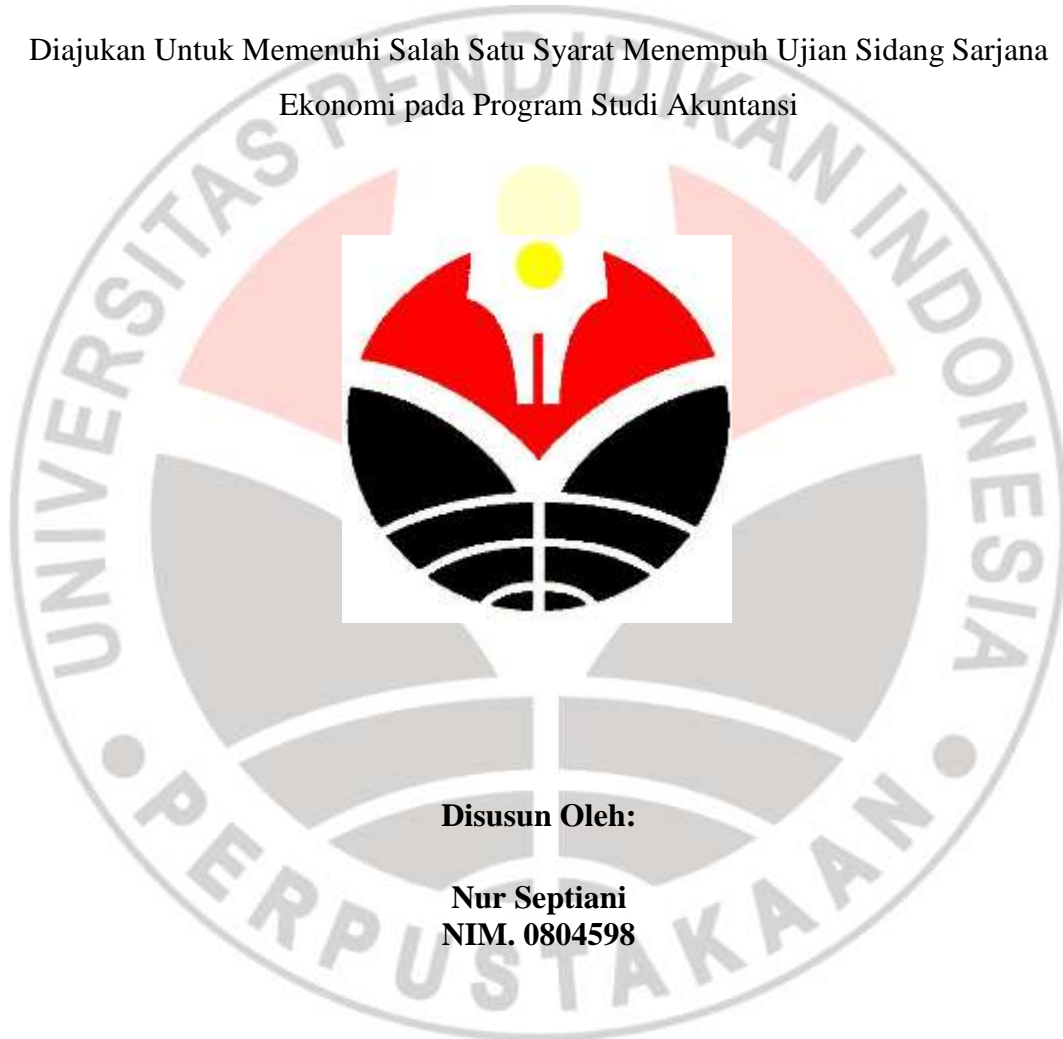 Diajukan Untuk Memenuhi Salah Satu Syarat Menempuh Ujian Sidang Sarjana
Ekonomi pada Program Studi Akuntansi
UNIVERSITAS PENDIDIKAN INDONESIA
PERPUSTAKAAN
Disusun Oleh:
Nur Septiani
NIM. 0804598